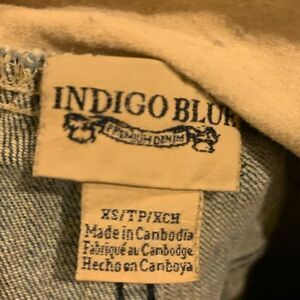 INDIGO BLUE
PREMIUM DENIM
XS/TP/XCH
Made in Cambodia
Fabriqué au Cambodge
Hecho en Camboya